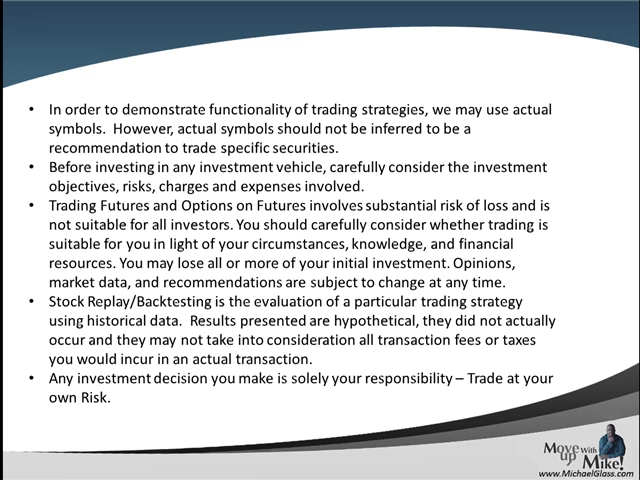 • In order to demonstrate functionality of trading strategies, we may use actual
symbols. However, actual symbols should not be inferred to be a
recommendation to trade specific securities.
• Before investing in any investment vehicle, carefully consider the investment
objectives, risks, charges and expenses involved.
• Trading Futures and Options on Futures involves substantial risk of loss and is
not suitable for all investors. You should carefully consider whether trading is
suitable for you in light of your circumstances, knowledge, and financial
resources. You may lose all or more of your initial investment. Opinions,
market data, and recommendations are subject to change at any time.
• Stock Replay/Backtesting is the evaluation of a particular trading strategy
using historical data. Results presented are hypothetical, they did not actually
occur and they may not take into consideration all transaction fees or taxes
you would incur in an actual transaction.
• Any investment decision you make is solely your responsibility – Trade at your
own Risk.
Move up With Mike!
www.MichaelGlass.com